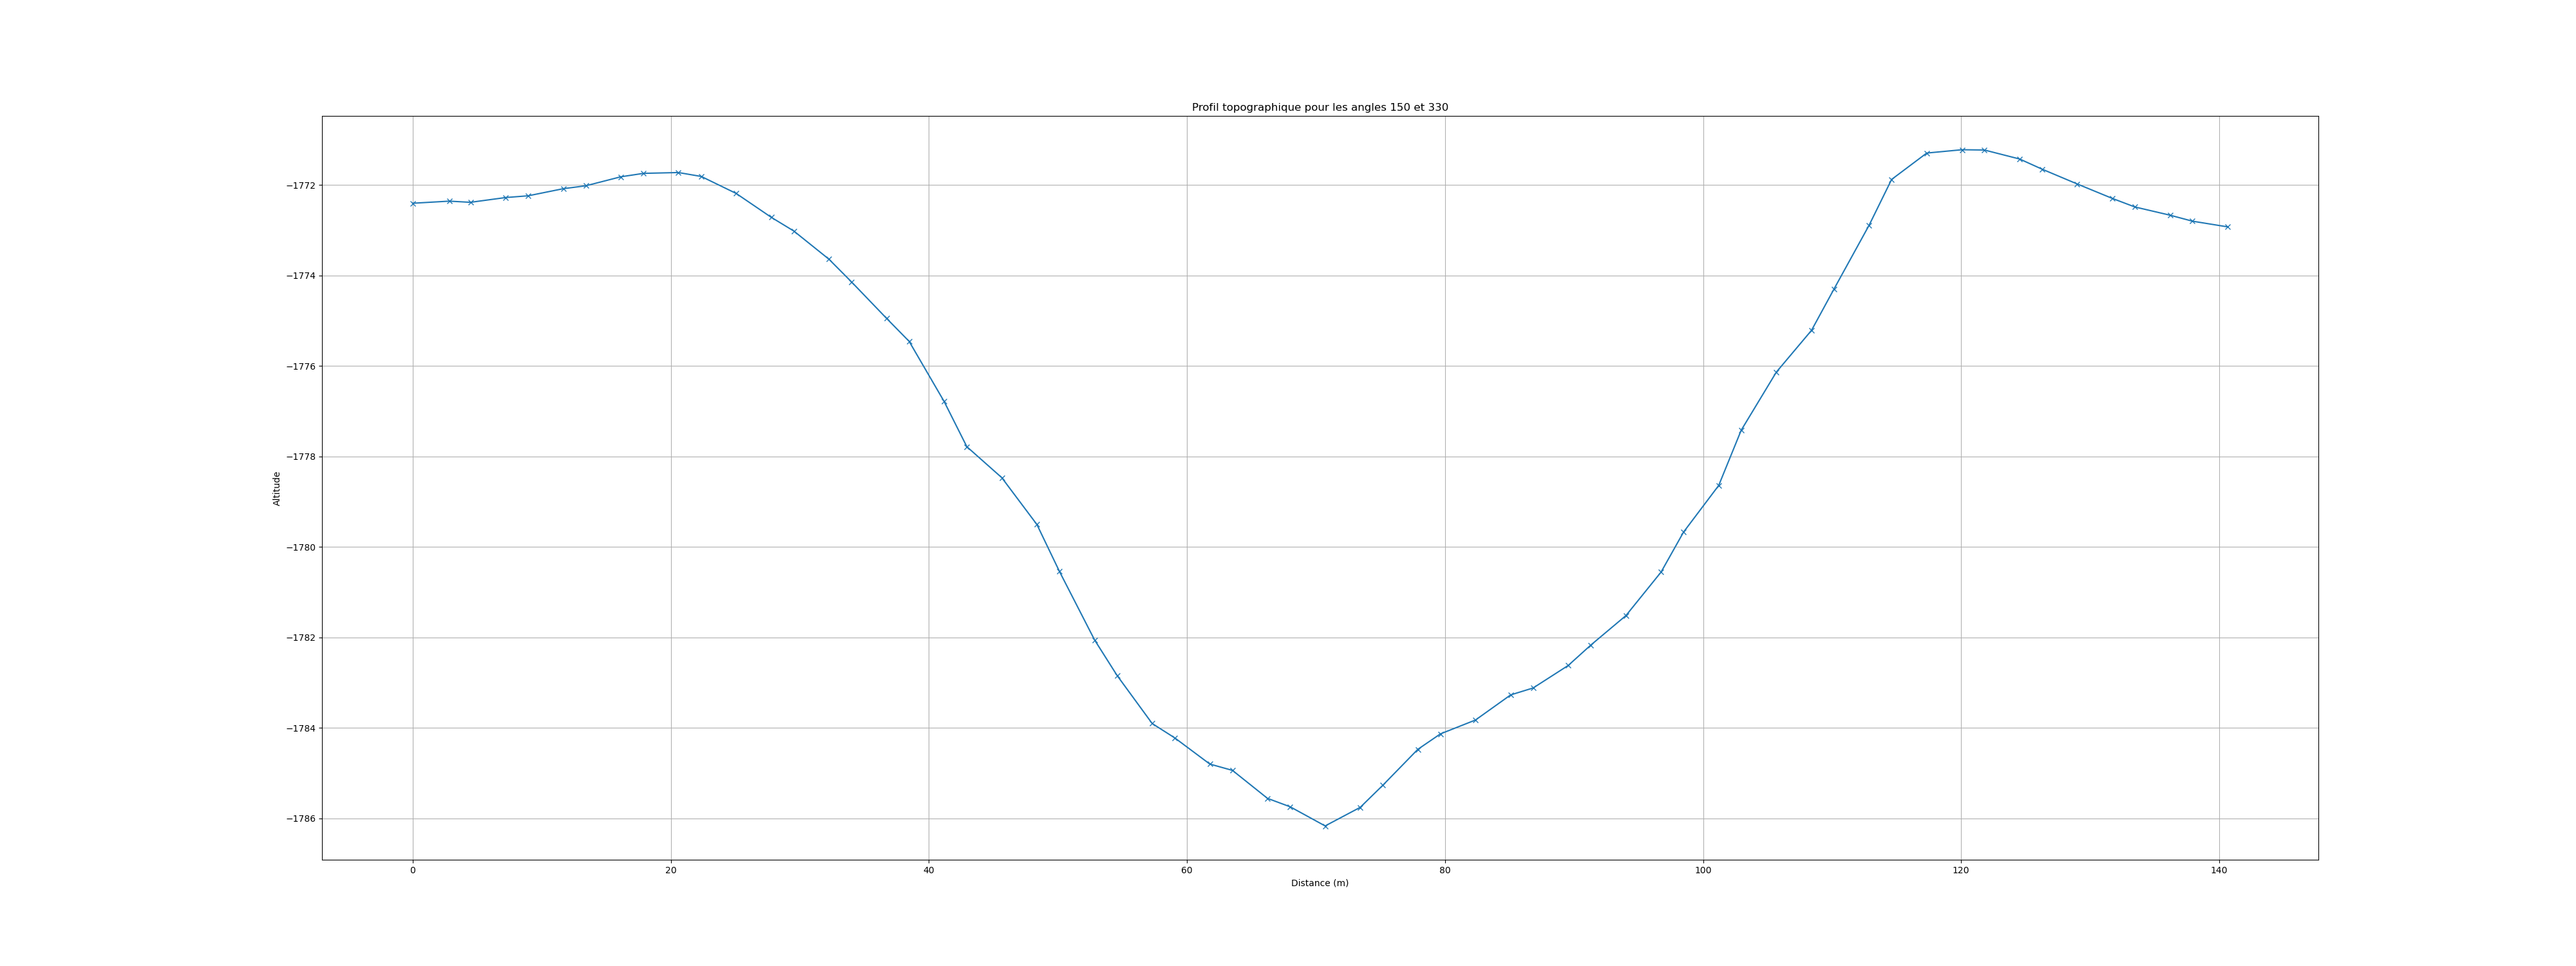 Profil topographique pour les angles 150 et 330
−1772
−1774
−1776
−1778
−1780
−1782
−1784
−1786
Altitude
0 20 40 60 80 100 120 140
Distance (m)